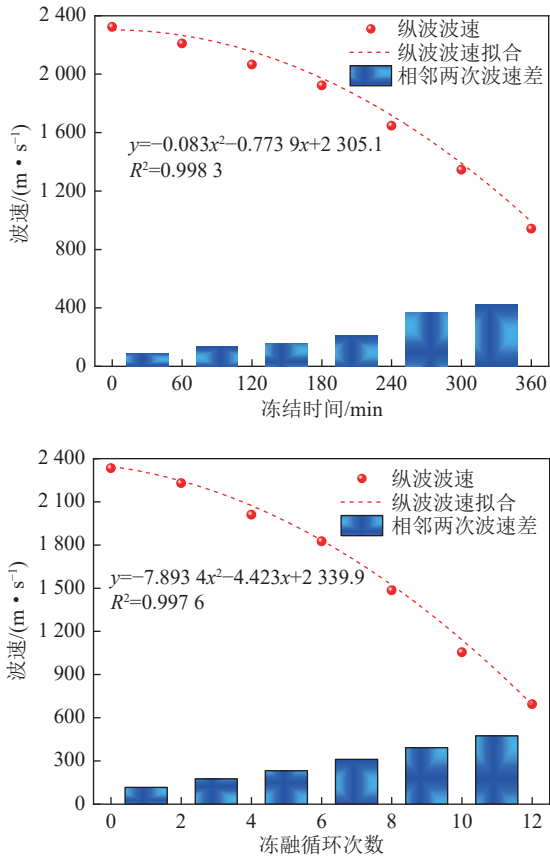 2 400
2 000
1 600
1 200
800
400
0
波速/(m·s⁻¹)
纵波波速
纵波波速拟合
相邻两次波速差
y=−0.083x²−0.773 9x+2 305.1
R²=0.998 3
0 60 120 180 240 300 360
冻结时间/min
2 400
2 100
1 800
1 500
1 200
900
600
300
0
波速/(m·s⁻¹)
纵波波速
纵波波速拟合
相邻两次波速差
y=−7.893 4x²−4.423x+2 339.9
R²=0.997 6
0 2 4 6 8 10 12
冻融循环次数